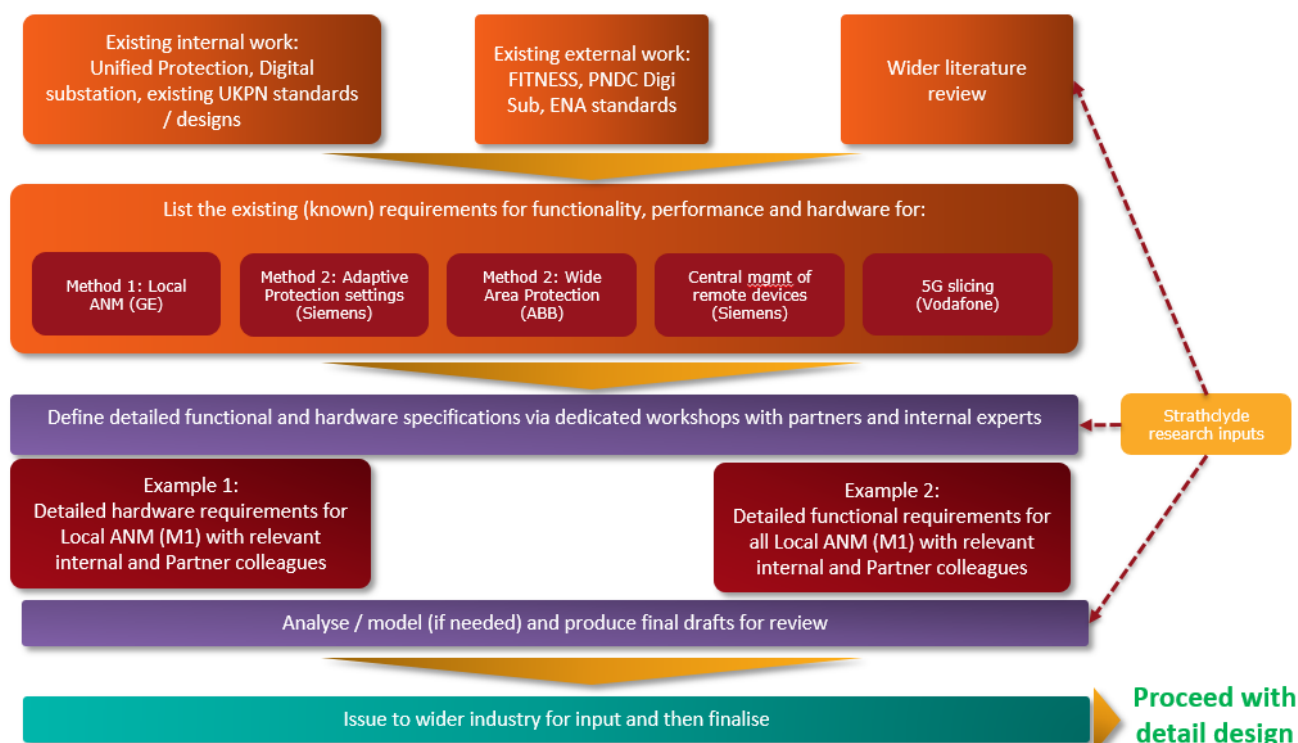 Existing internal work:
Unified Protection, Digital
substation, existing UKPN standards
/ designs
Existing external work:
FITNESS, PNDC Digi
Sub, ENA standards
Wider literature
review
List the existing (known) requirements for functionality, performance and hardware for:
Method 1: Local
ANM (GE)
Method 2: Adaptive
Protection settings
(Siemens)
Method 2: Wide
Area Protection
(ABB)
Central mgmt of
remote devices
(Siemens)
5G slicing
(Vodafone)
Define detailed functional and hardware specifications via dedicated workshops with partners and internal experts
Strathclyde
research inputs
Example 1:
Detailed hardware requirements for
Local ANM (M1) with relevant
internal and Partner colleagues
Example 2:
Detailed functional requirements for
all Local ANM (M1) with relevant
internal and Partner colleagues
Analyse / model (if needed) and produce final drafts for review
Issue to wider industry for input and then finalise
Proceed with
detail design